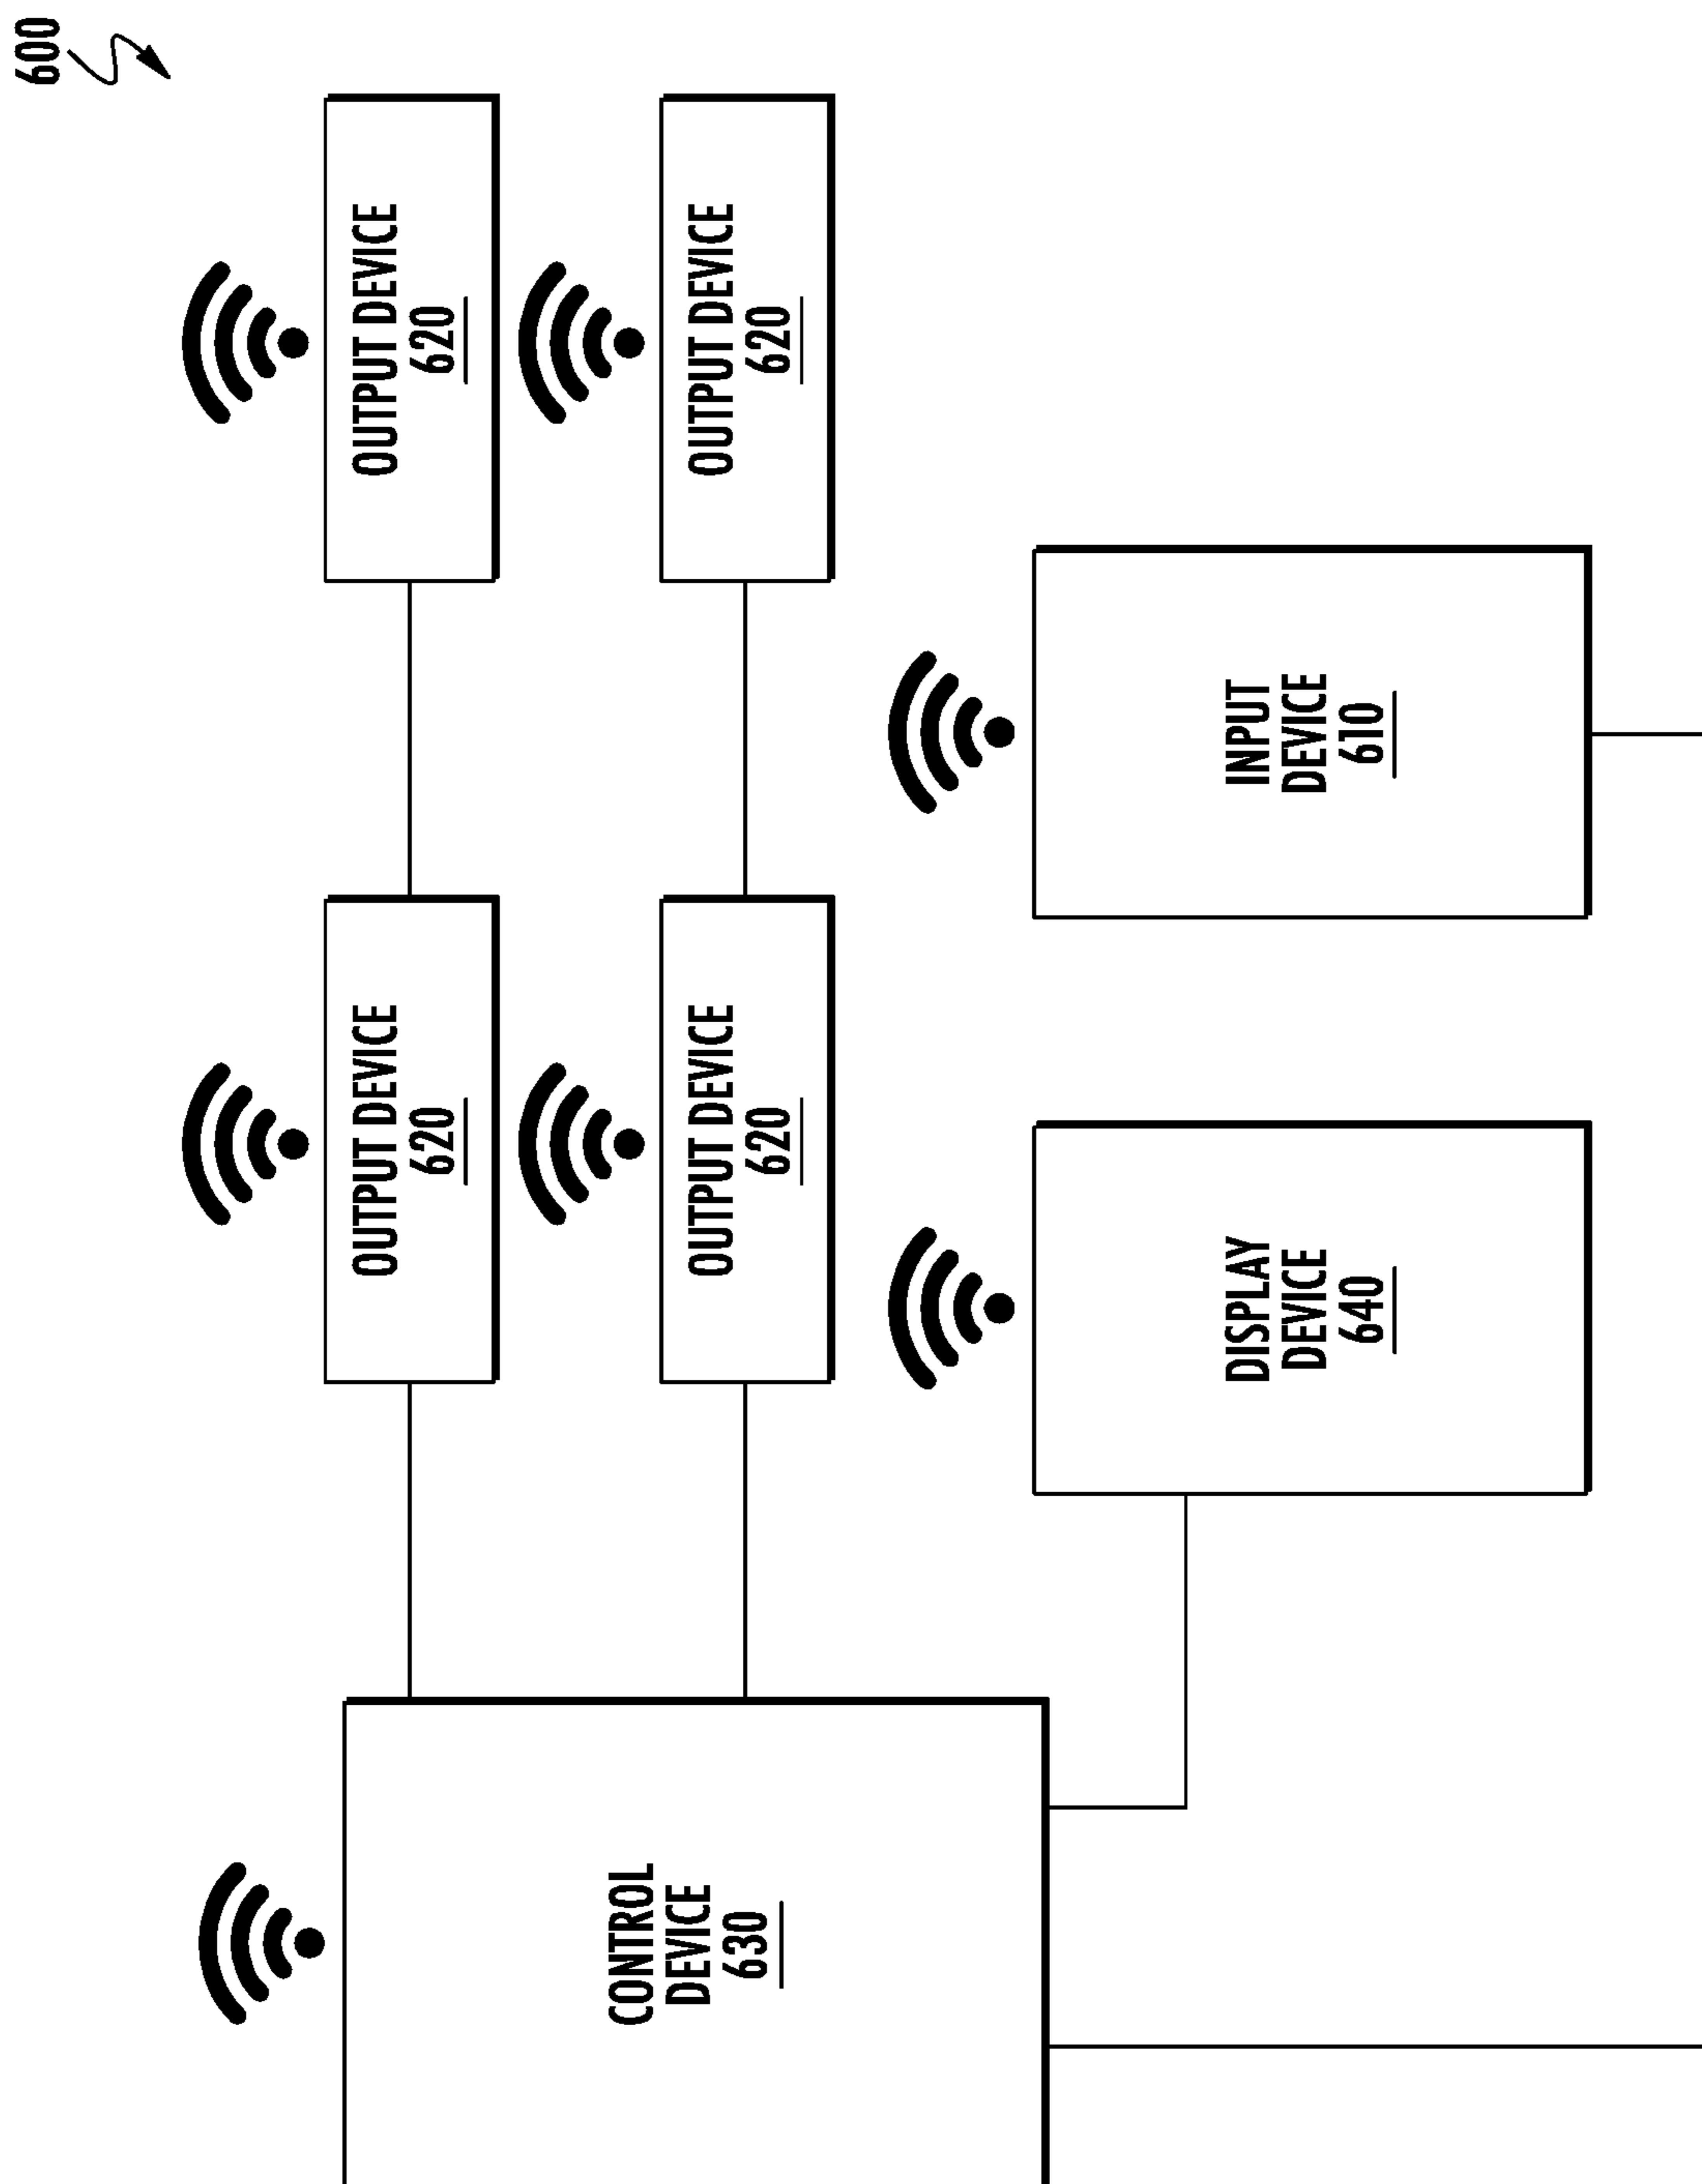 600
OUTPUT DEVICE
620
OUTPUT DEVICE
620
OUTPUT DEVICE
620
OUTPUT DEVICE
620
CONTROL
DEVICE
630
DISPLAY
DEVICE
640
INPUT
DEVICE
610